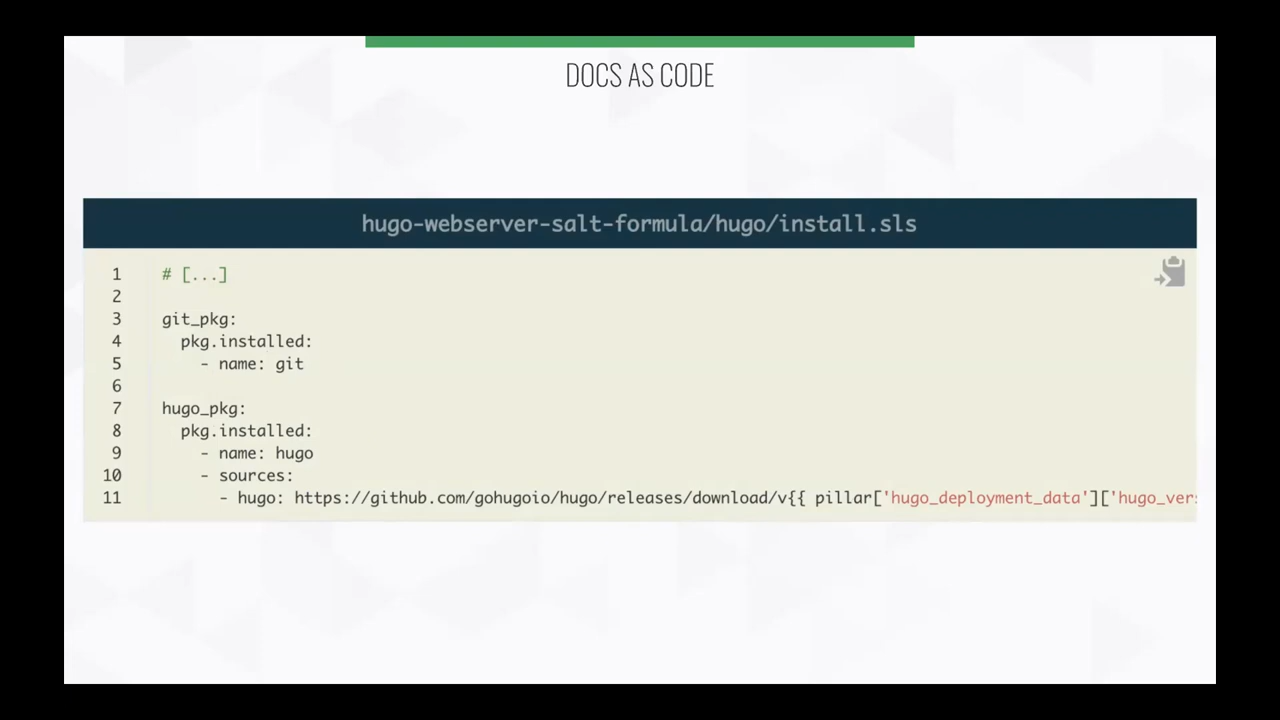 DOCS AS CODE
hugo-webserver-salt-formula/hugo/install.sls
1 # [...]
2
3 git_pkg:
4 pkg.installed:
5 - name: git
6
7 hugo_pkg:
8 pkg.installed:
9 - name: hugo
10 - sources:
11 - hugo: https://github.com/gohugoio/hugo/releases/download/v{{ pillar['hugo_deployment_data']['hugo_ver